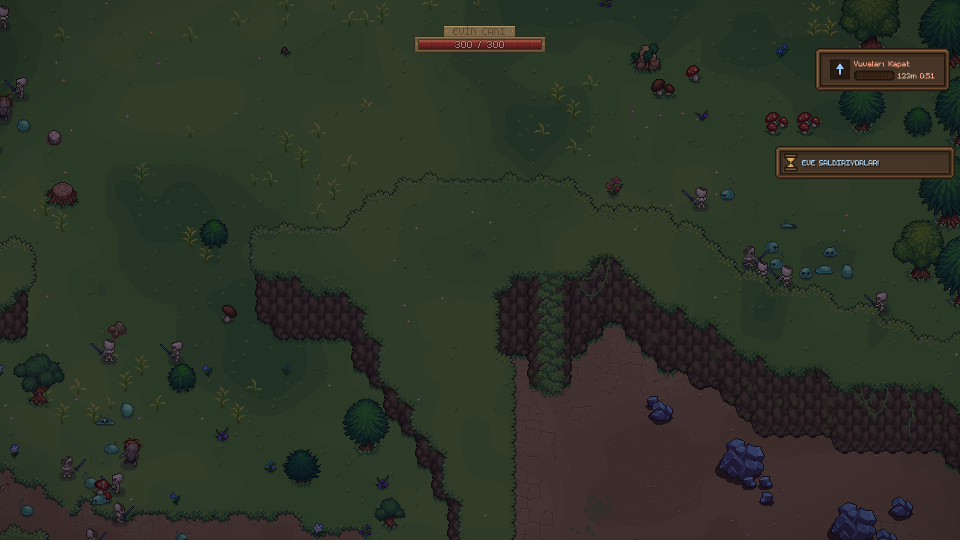 EVİN CANI
300 / 300
Yuvaları Kapat
123m 0:51
EVE SALDIRIYORLAR!